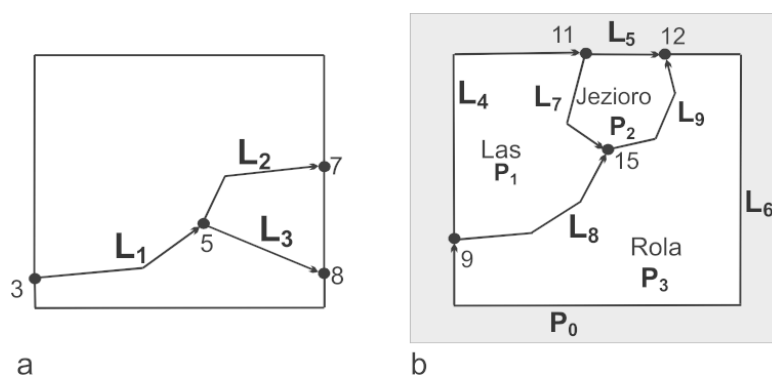 L₂
7
L₁
5
L₃
3
8
a
11
L₅
12
L₄
L₇
Jezioro
P₂
L₉
Las
P₁
15
L₆
L₈
9
Rola
P₃
P₀
b